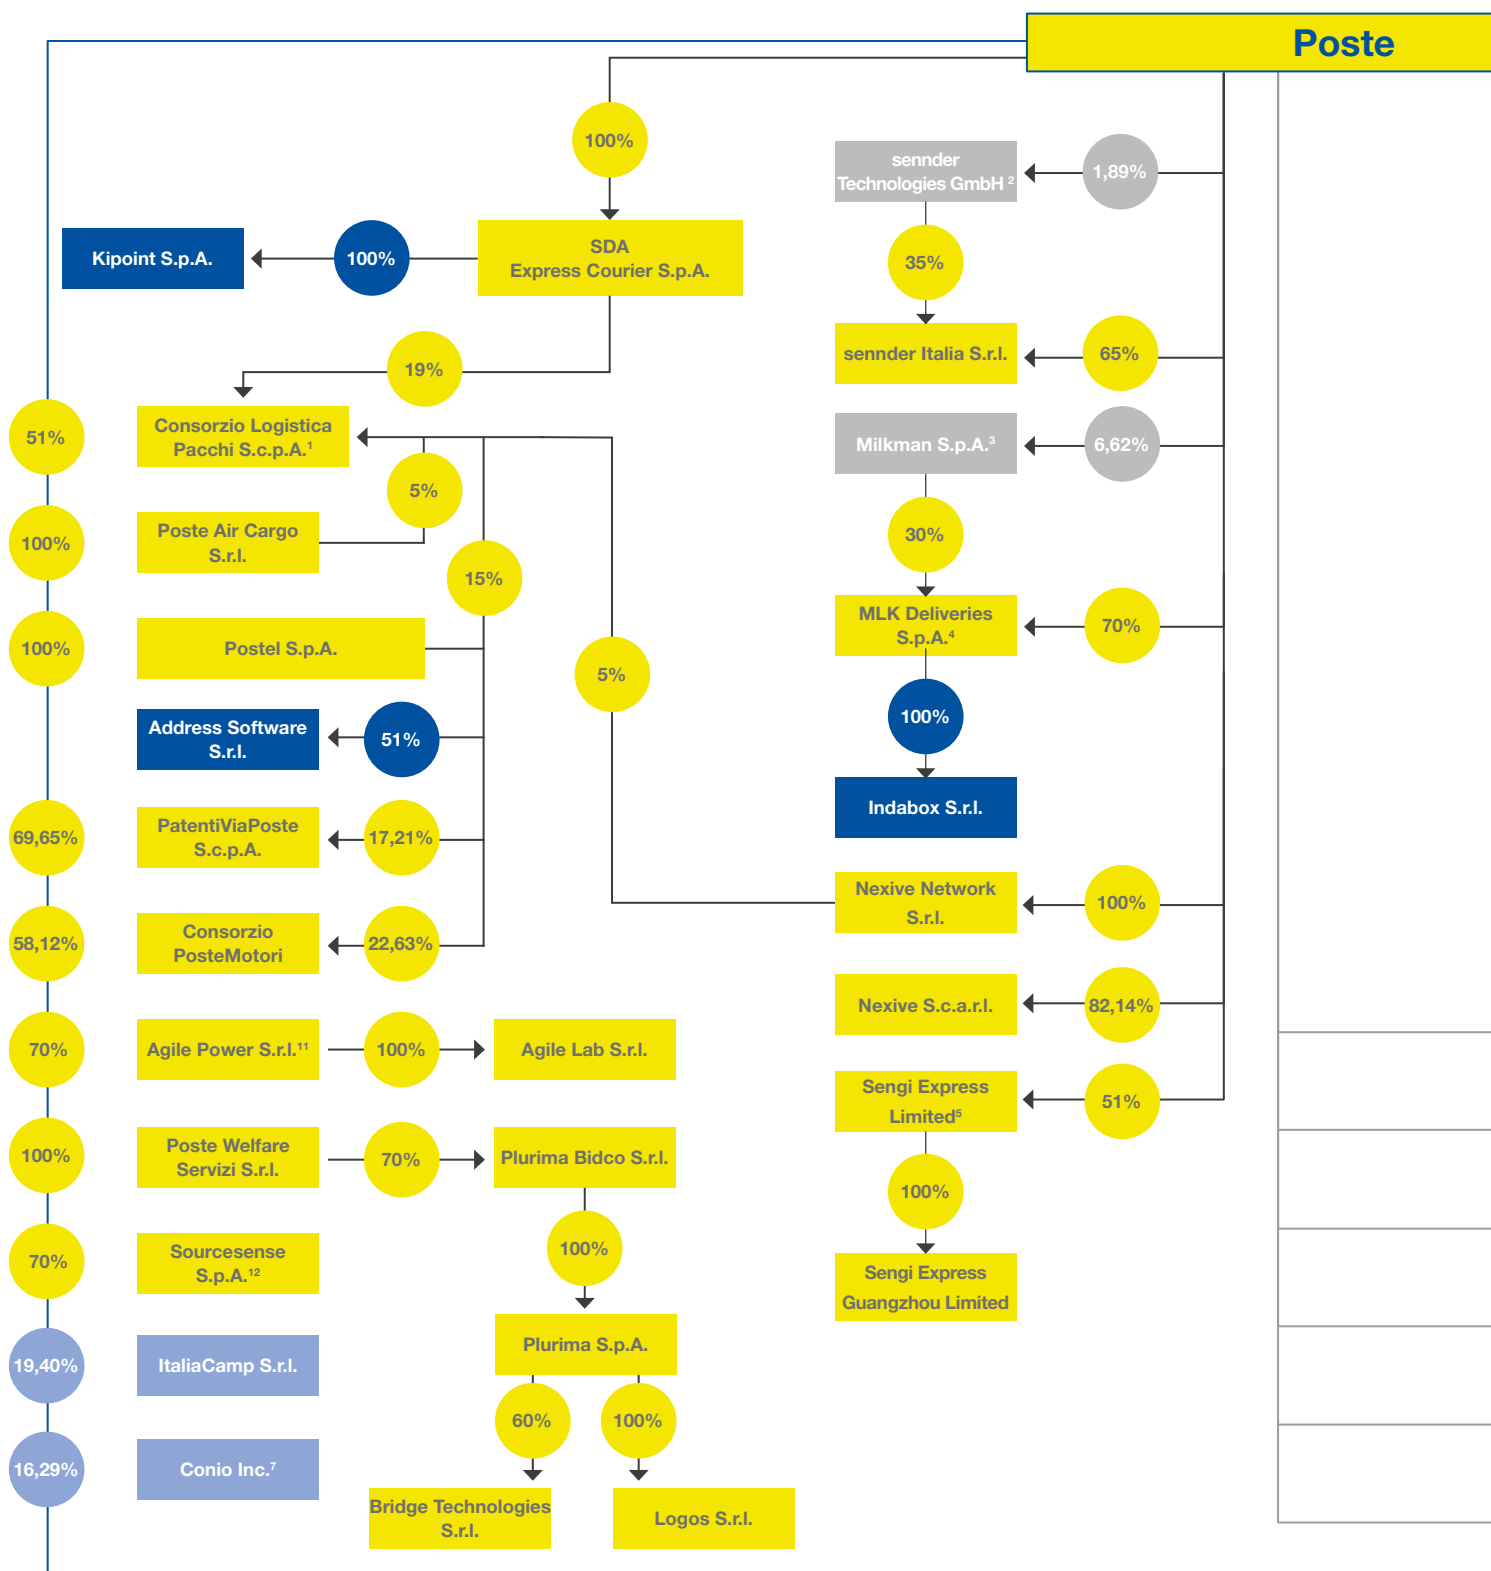 Poste
100%
sennder
Technologies GmbH 2
1,89%
Kipoint S.p.A.
100%
SDA
Express Courier S.p.A.
35%
sennder Italia S.r.l.
65%
19%
51%
Consorzio Logistica
Pacchi S.c.p.A.1
Milkman S.p.A.3
6,62%
5%
100%
Poste Air Cargo
S.r.l.
30%
15%
MLK Deliveries
S.p.A.4
70%
100%
Postel S.p.A.
5%
Address Software
S.r.l.
51%
100%
Indabox S.r.l.
69,65%
PatentiViaPoste
S.c.p.A.
17,21%
Nexive Network
S.r.l.
100%
58,12%
Consorzio
PosteMotori
22,63%
Nexive S.c.a.r.l.
82,14%
70%
Agile Power S.r.l.11
100%
Agile Lab S.r.l.
Sengi Express
Limited5
51%
100%
Poste Welfare
Servizi S.r.l.
70%
Plurima Bidco S.r.l.
100%
70%
Sourcesense
S.p.A.12
100%
Sengi Express
Guangzhou Limited
Plurima S.p.A.
19,40%
ItaliaCamp S.r.l.
60%
100%
16,29%
Conio Inc.7
Bridge Technologies
S.r.l.
Logos S.r.l.